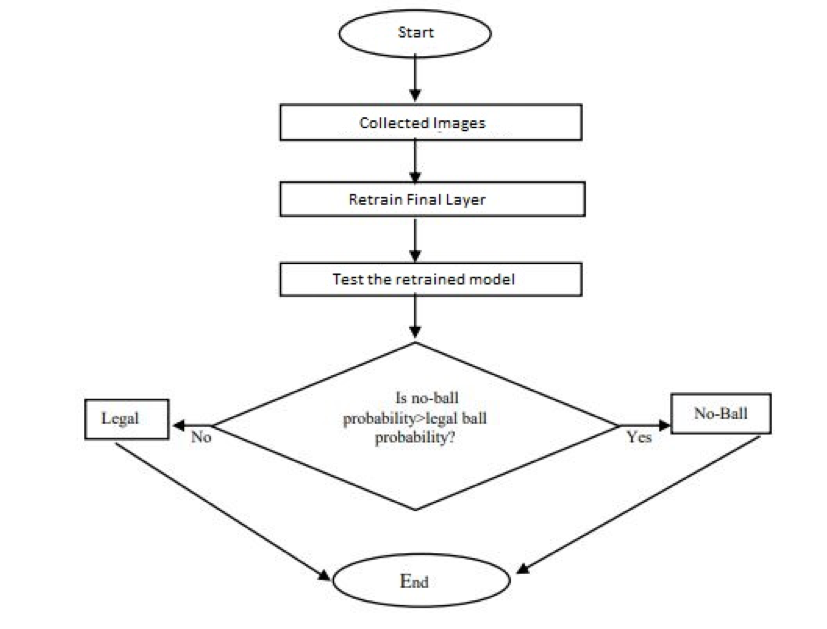 Start
Collected Images
Retrain Final Layer
Test the retrained model
Is no-ball
probability>legal ball
probability?
Legal
No
No-Ball
Yes
End